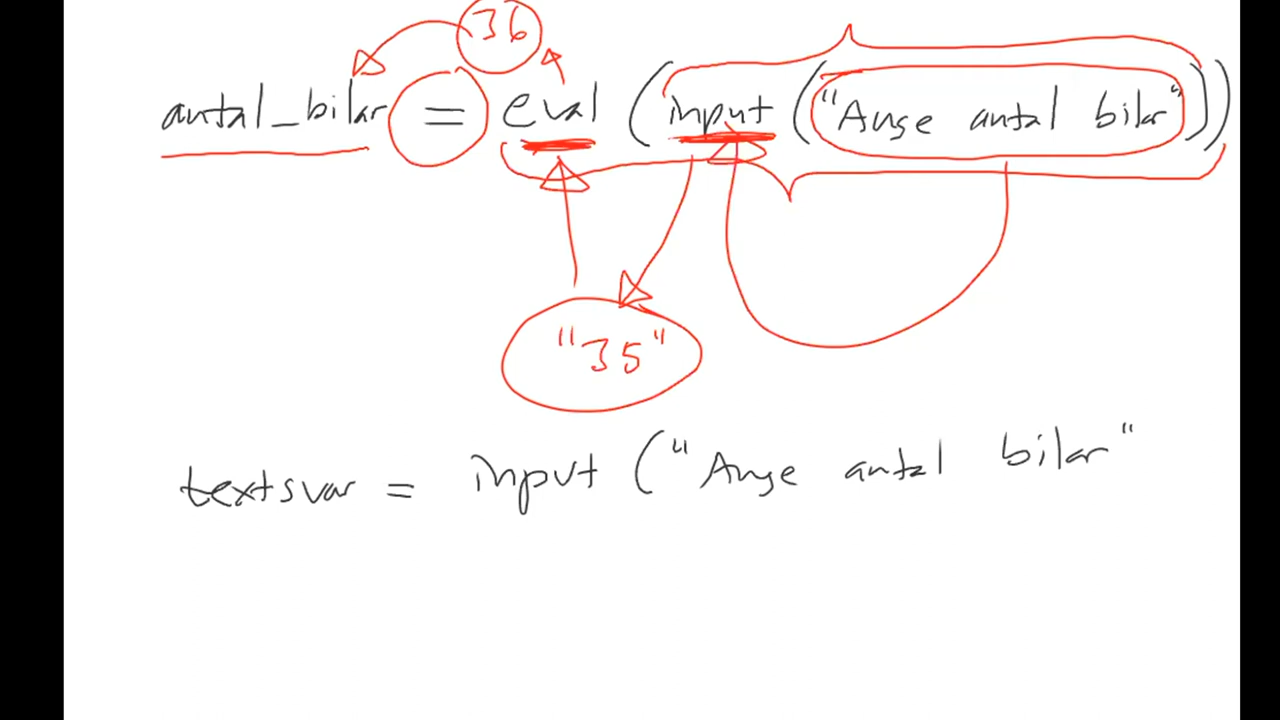 36
antal_bilar = eval (input ("Ange antal bilar"))
"35"
textsvar = input ("Ange antal bilar"